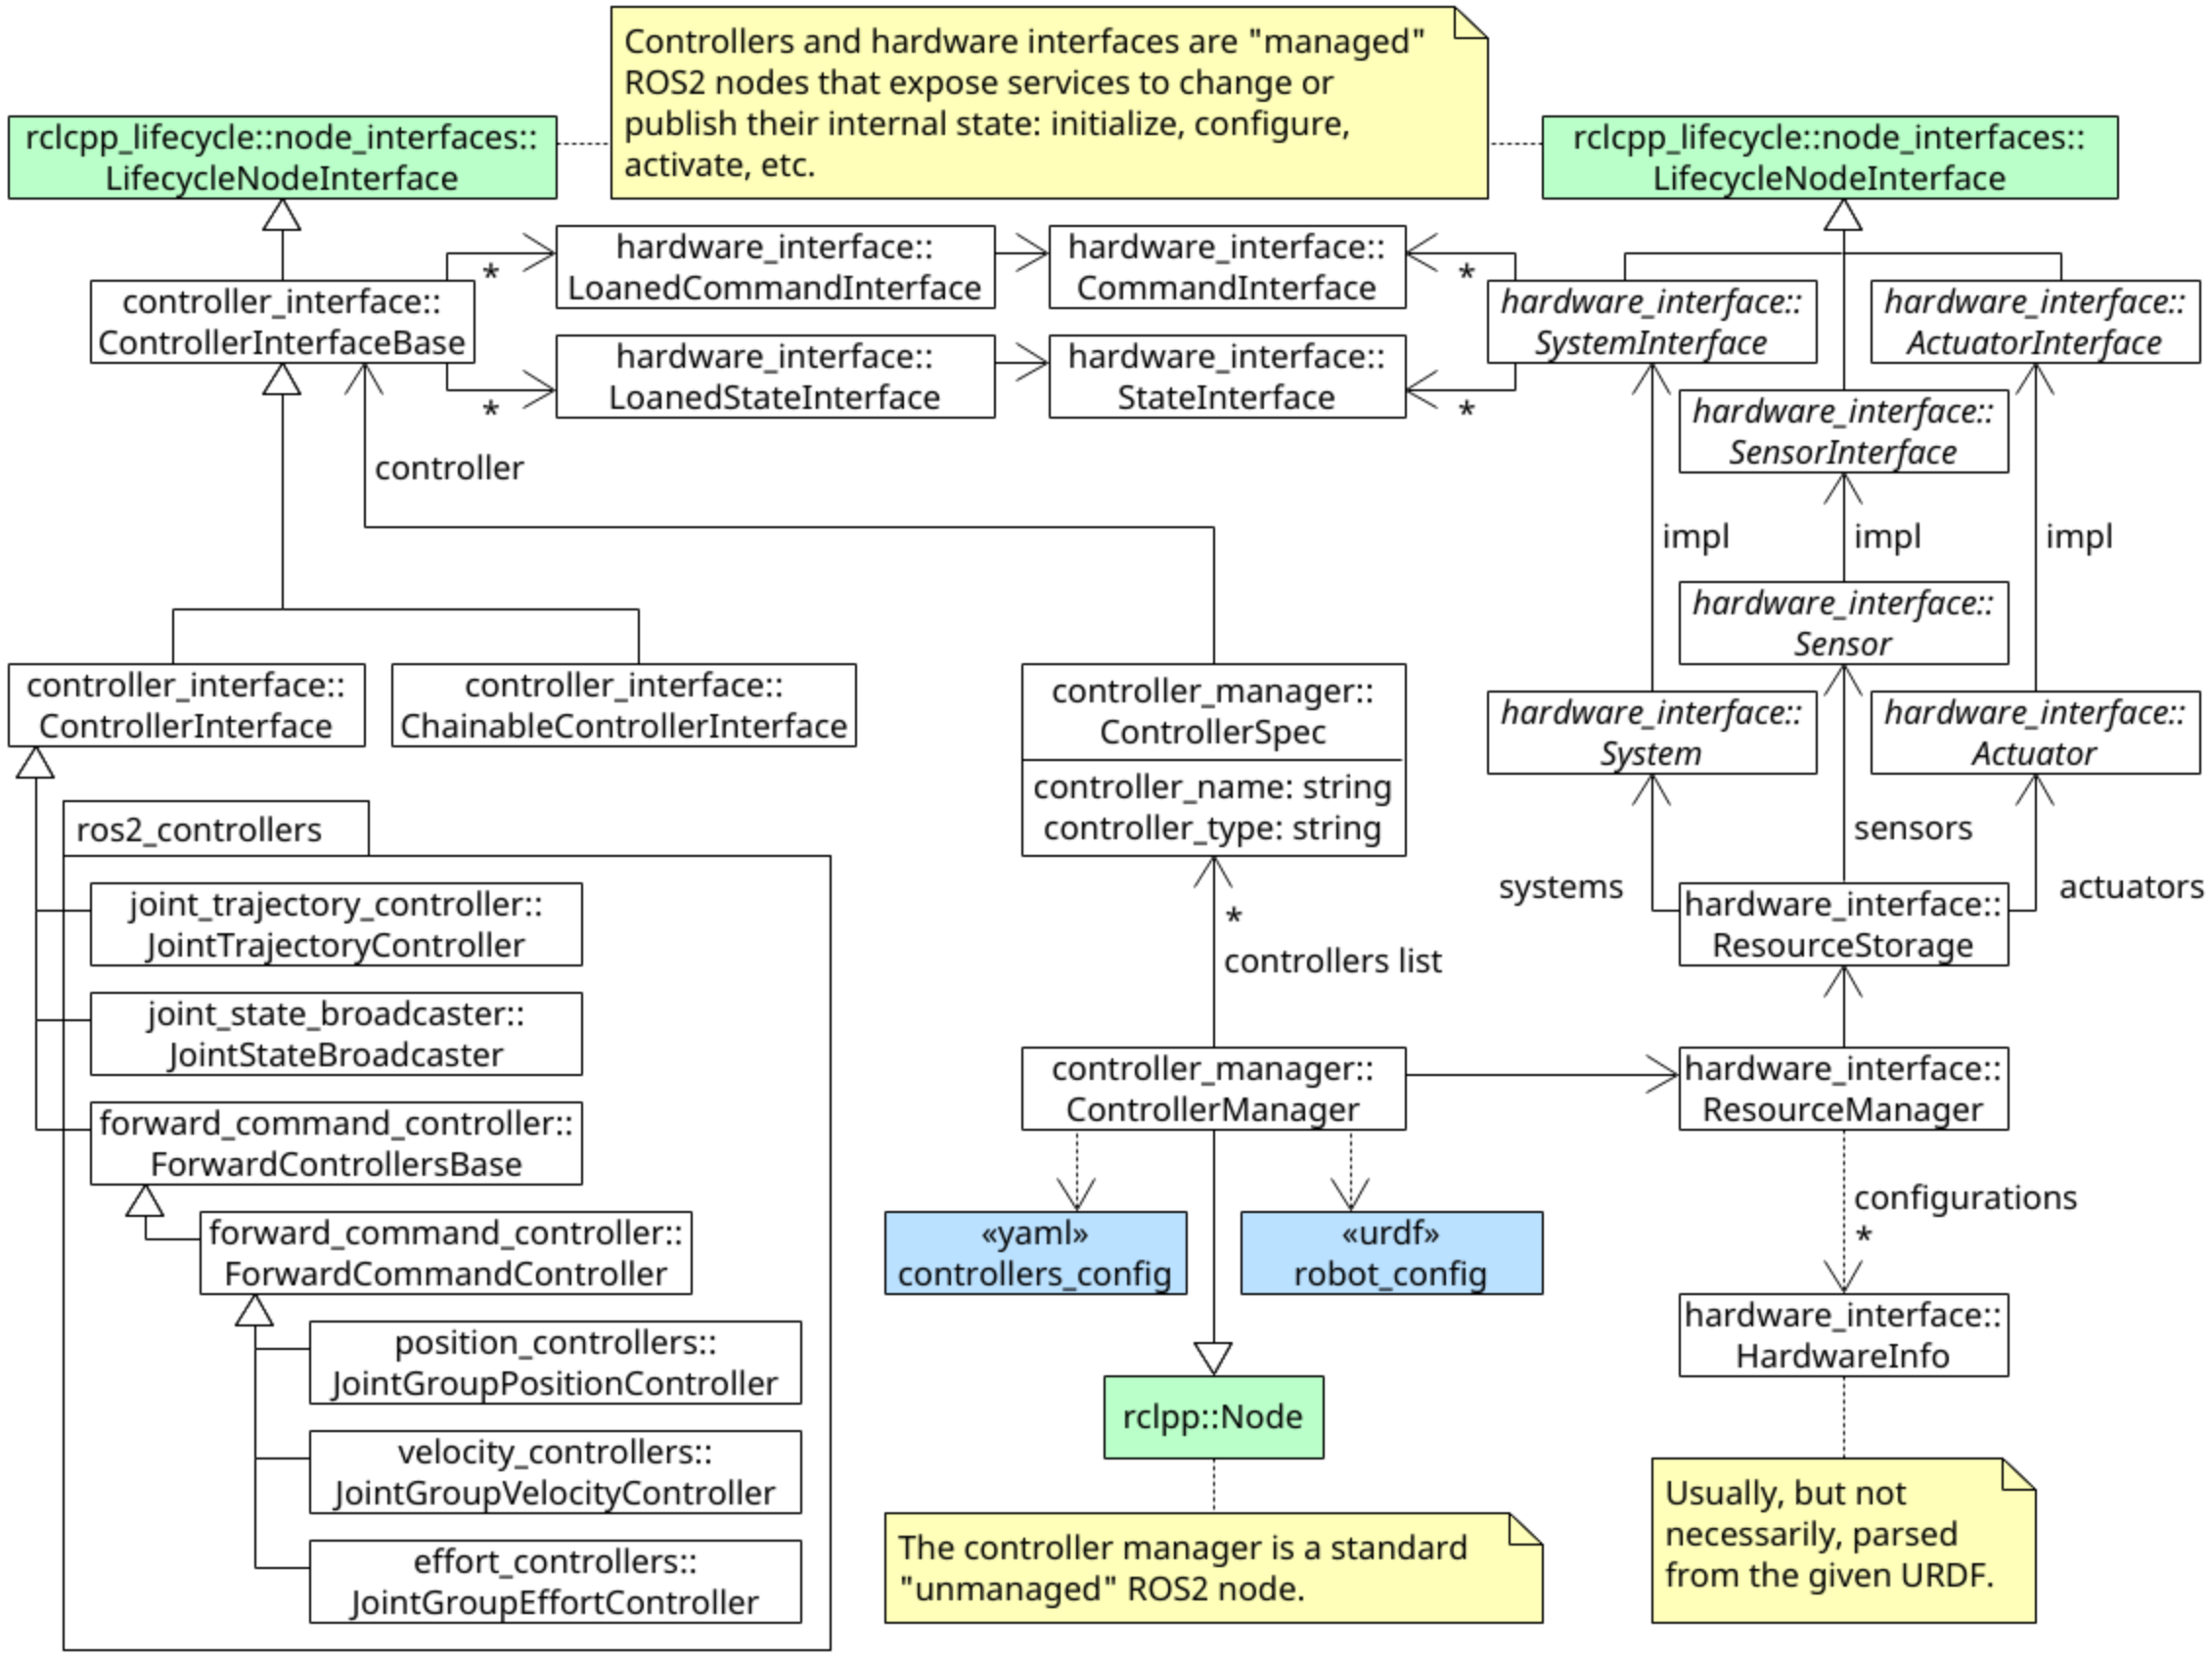 Controllers and hardware interfaces are "managed"
ROS2 nodes that expose services to change or
publish their internal state: initialize, configure,
activate, etc.
rclcpp_lifecycle::node_interfaces::
LifecycleNodeInterface
rclcpp_lifecycle::node_interfaces::
LifecycleNodeInterface
controller_interface::
ControllerInterfaceBase
*
*
hardware_interface::
LoanedCommandInterface
hardware_interface::
CommandInterface
*
hardware_interface::
LoanedStateInterface
hardware_interface::
StateInterface
*
hardware_interface::
SystemInterface
hardware_interface::
ActuatorInterface
hardware_interface::
SensorInterface
controller
impl
impl
impl
hardware_interface::
Sensor
controller_interface::
ControllerInterface
controller_interface::
ChainableControllerInterface
controller_manager::
ControllerSpec
controller_name: string
controller_type: string
hardware_interface::
System
hardware_interface::
Actuator
systems
sensors
actuators
hardware_interface::
ResourceStorage
*
controllers list
ros2_controllers
joint_trajectory_controller::
JointTrajectoryController
joint_state_broadcaster::
JointStateBroadcaster
forward_command_controller::
ForwardControllersBase
forward_command_controller::
ForwardCommandController
position_controllers::
JointGroupPositionController
velocity_controllers::
JointGroupVelocityController
effort_controllers::
JointGroupEffortController
controller_manager::
ControllerManager
hardware_interface::
ResourceManager
«yaml»
controllers_config
«urdf»
robot_config
configurations
*
hardware_interface::
HardwareInfo
rclpp::Node
The controller manager is a standard
"unmanaged" ROS2 node.
Usually, but not
necessarily, parsed
from the given URDF.